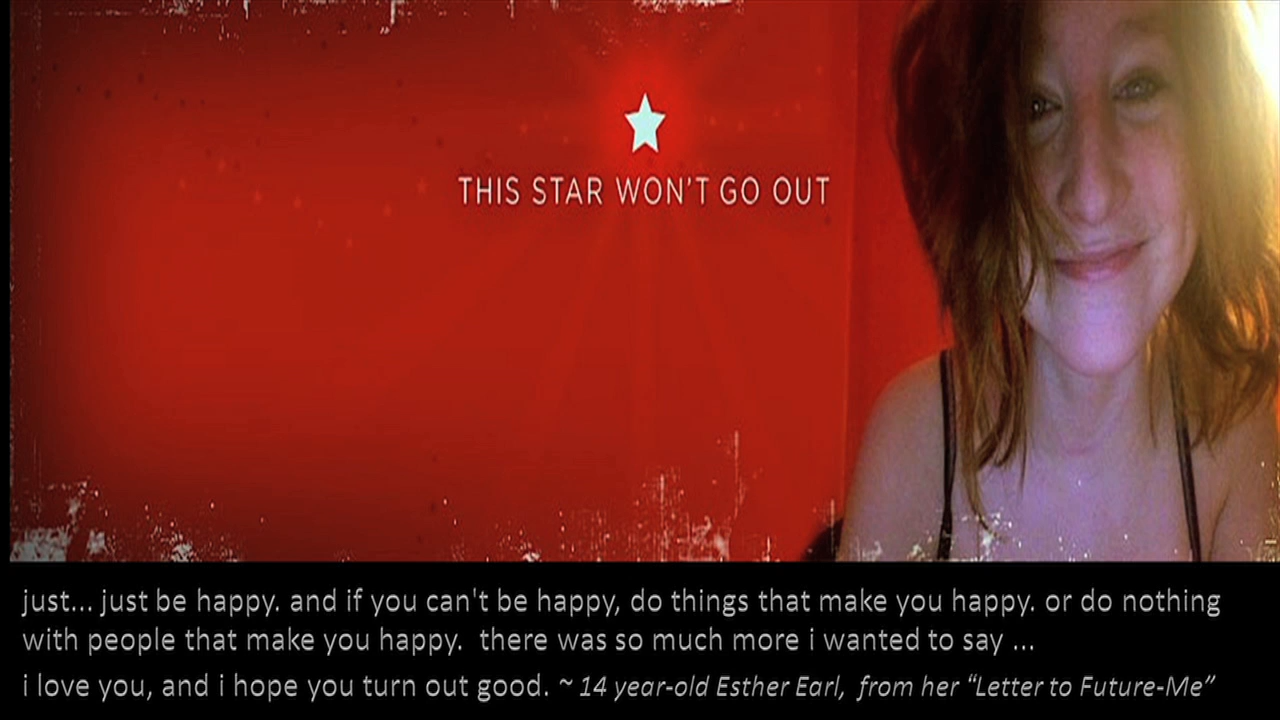 THIS STAR WON'T GO OUT
just... just be happy. and if you can't be happy, do things that make you happy. or do nothing
with people that make you happy.  there was so much more i wanted to say ...
i love you, and i hope you turn out good. ~ 14 year-old Esther Earl,  from her “Letter to Future-Me”